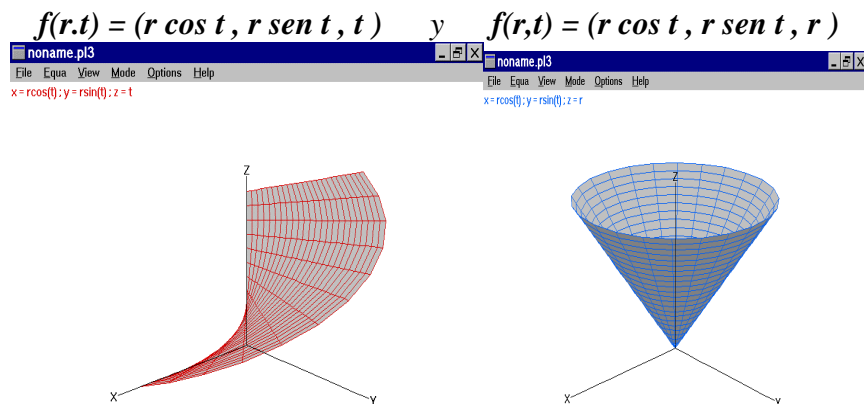 f(r.t) = (r cos t , r sen t , t )     y     f(r,t) = (r cos t , r sen t , r )
noname.pl3
File Equa View Mode Options Help
x = rcos(t) ; y = rsin(t) ; z = t
Z
X
Y
noname.pl3
File Equa View Mode Options Help
x = rcos(t) ; y = rsin(t) ; z = r
Z
X
Y